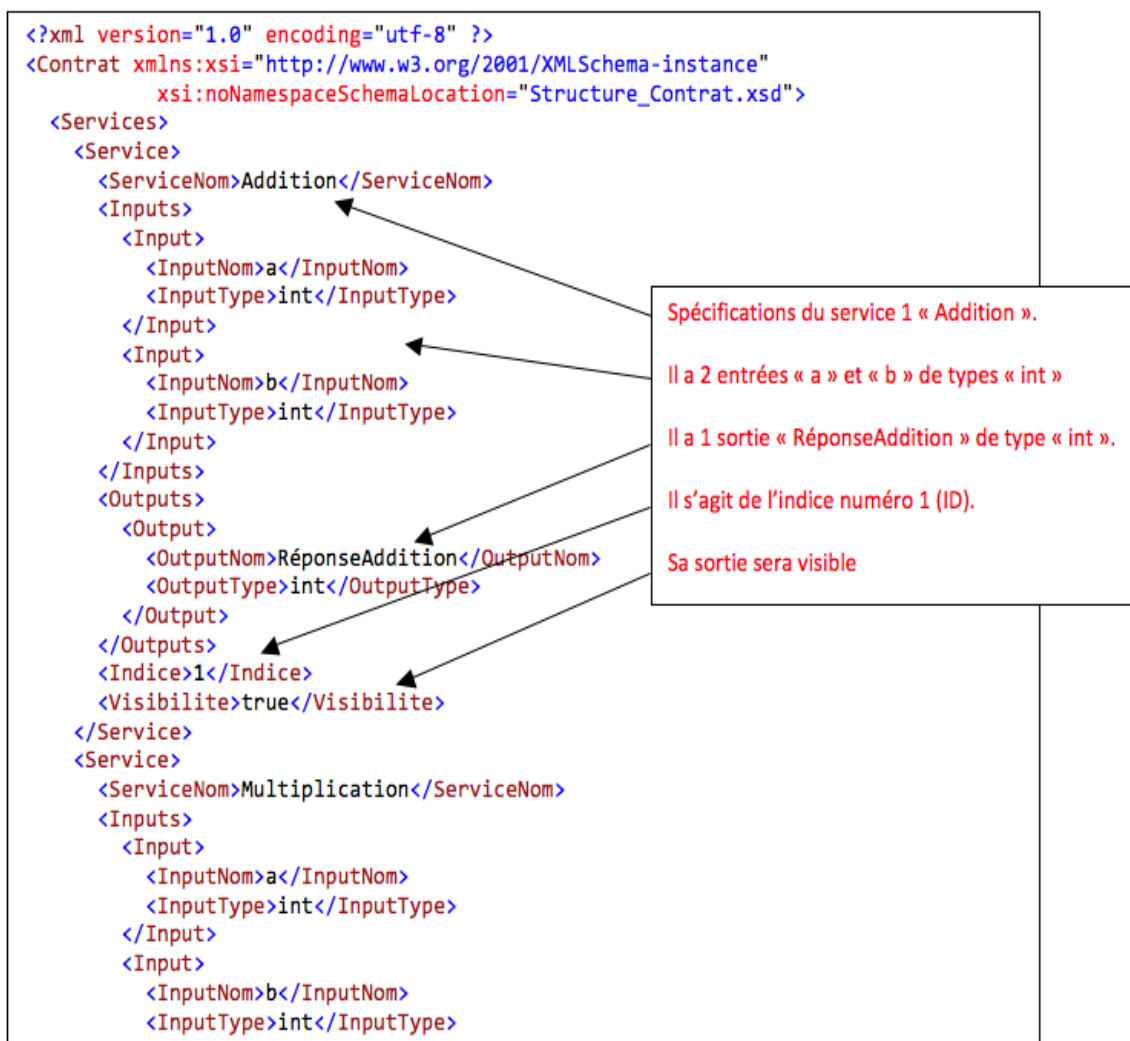 <?xml version="1.0" encoding="utf-8" ?>
<Contrat xmlns:xsi="http://www.w3.org/2001/XMLSchema-instance"
xsi:noNamespaceSchemaLocation="Structure_Contrat.xsd">
<Services>
<Service>
<ServiceNom>Addition</ServiceNom>
<Inputs>
<Input>
<InputNom>a</InputNom>
<InputType>int</InputType>
</Input>
<Input>
<InputNom>b</InputNom>
<InputType>int</InputType>
</Input>
</Inputs>
<Outputs>
<Output>
<OutputNom>RéponseAddition</OutputNom>
<OutputType>int</OutputType>
</Output>
</Outputs>
<Indice>1</Indice>
<Visibilite>true</Visibilite>
</Service>
<Service>
<ServiceNom>Multiplication</ServiceNom>
<Inputs>
<Input>
<InputNom>a</InputNom>
<InputType>int</InputType>
</Input>
<Input>
<InputNom>b</InputNom>
<InputType>int</InputType>
Spécifications du service 1 « Addition ».
Il a 2 entrées « a » et « b » de types « int »
Il a 1 sortie « RéponseAddition » de type « int ».
Il s'agit de l'indice numéro 1 (ID).
Sa sortie sera visible